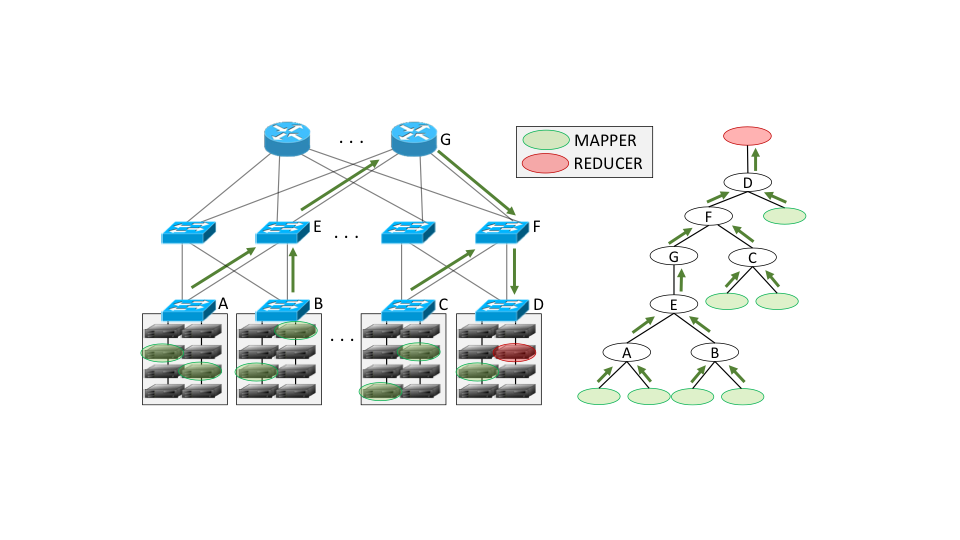 . . .
G
MAPPER
REDUCER
E
. . .
F
A
B
C
D
. . .
D
F
G
C
E
A
B